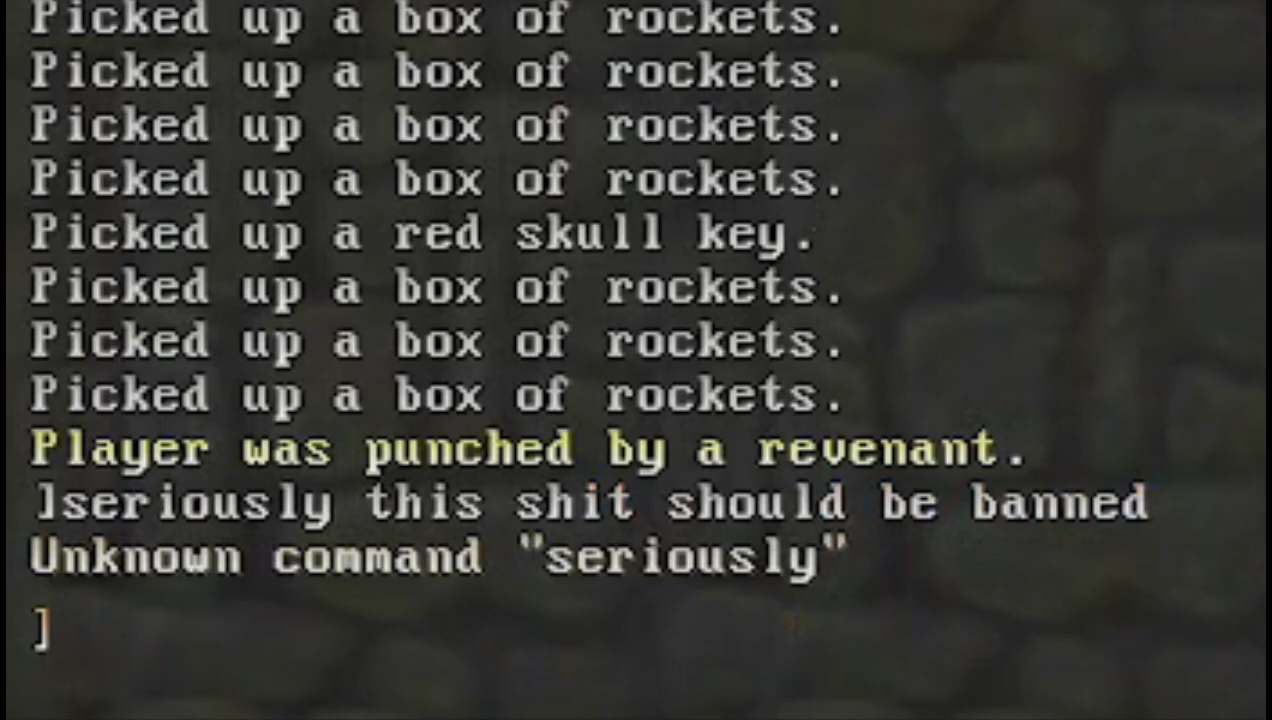 Picked up a box of rockets.
Picked up a box of rockets.
Picked up a box of rockets.
Picked up a box of rockets.
Picked up a red skull key.
Picked up a box of rockets.
Picked up a box of rockets.
Picked up a box of rockets.
Player was punched by a revenant.
]seriously this shit should be banned
Unknown command "seriously"
]